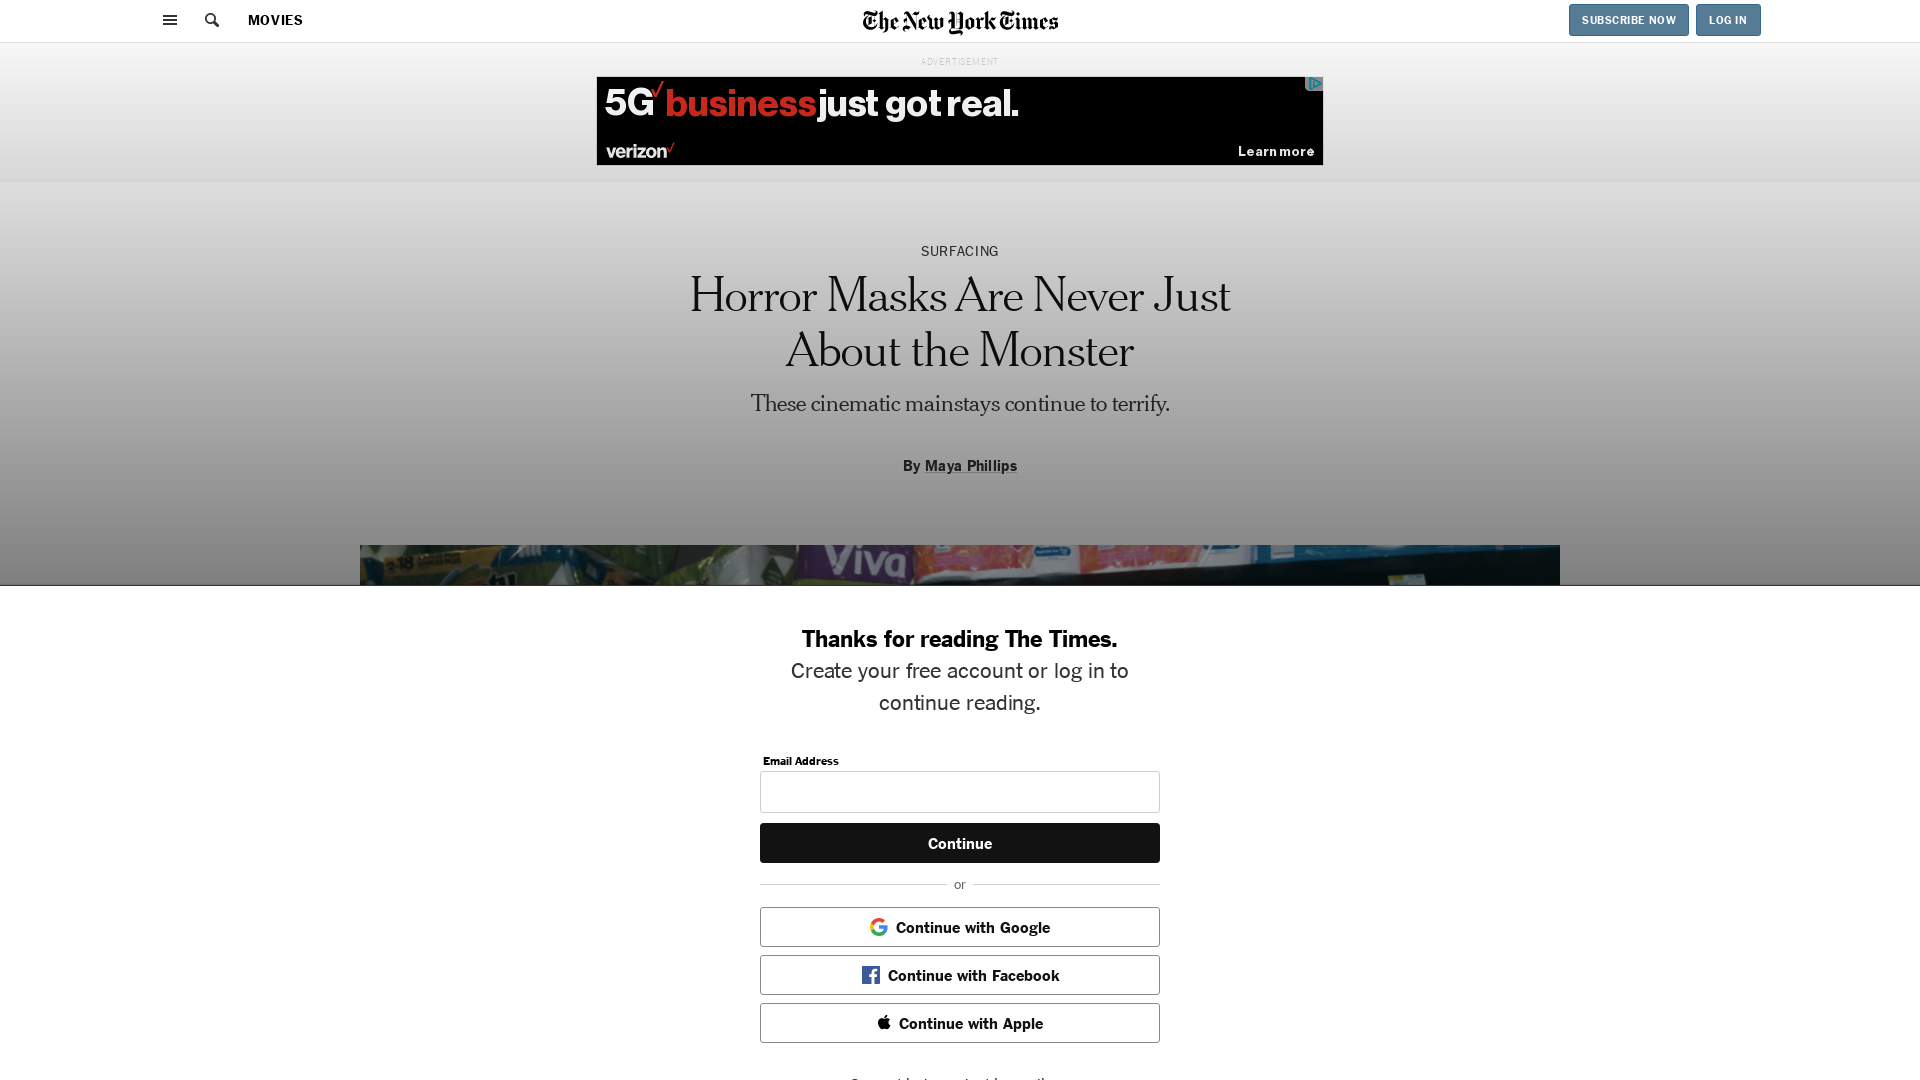 MOVIES
The New York Times
SUBSCRIBE NOW
LOG IN
ADVERTISEMENT
5G business just got real.
verizon
Learn more
SURFACING
Horror Masks Are Never Just
About the Monster
These cinematic mainstays continue to terrify.
By Maya Phillips
2-18
Viva
Thanks for reading The Times.
Create your free account or log in to
continue reading.
Email Address
Continue
or
Continue with Google
Continue with Facebook
Continue with Apple